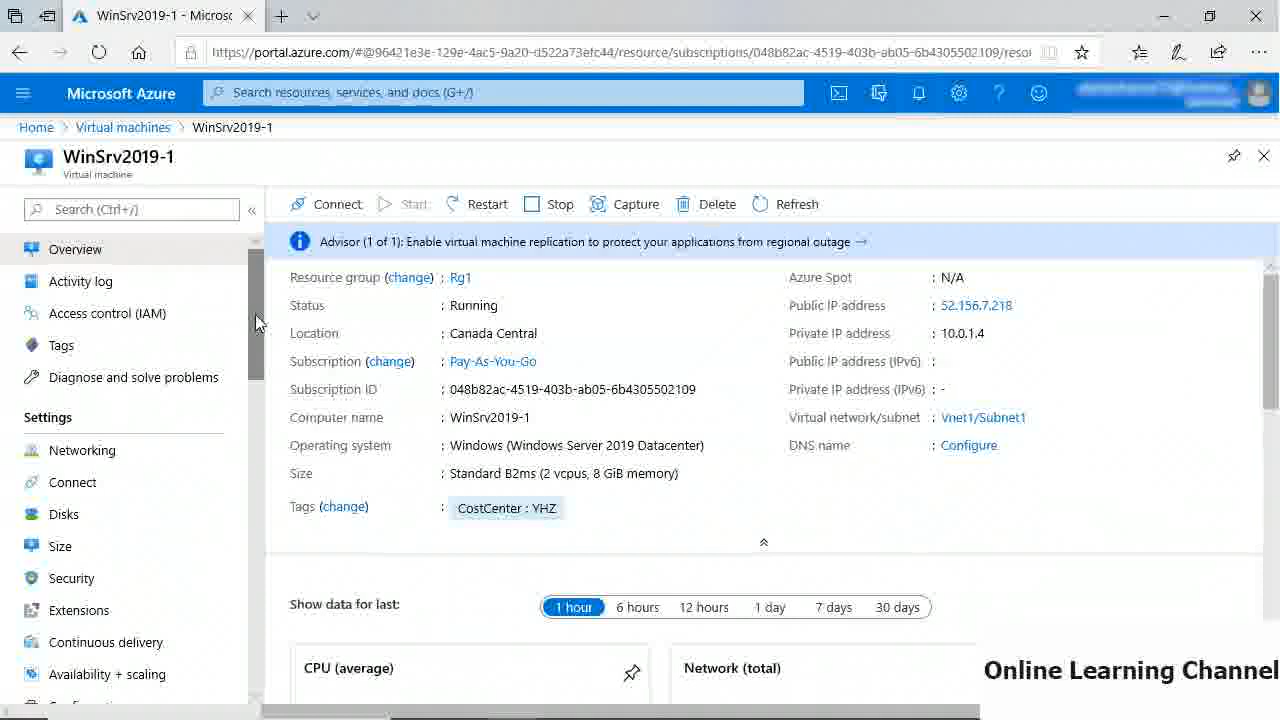 WinSrv2019-1 - Microsc
https://portal.azure.com/#@96421e3e-129e-4ac5-9a20-d522a73efc44/resource/subscriptions/048b82ac-4519-403b-ab05-6b4305502109/resou
Microsoft Azure
Search resources, services, and docs (G+/)
Home > Virtual machines > WinSrv2019-1
WinSrv2019-1
Virtual machine
Search (Ctrl+/)
«
Connect Start Restart Stop Capture Delete Refresh
Advisor (1 of 1): Enable virtual machine replication to protect your applications from regional outage →
Overview
Activity log
Access control (IAM)
Tags
Diagnose and solve problems
Settings
Networking
Connect
Disks
Size
Security
Extensions
Continuous delivery
Availability + scaling
Resource group (change) : Rg1
Status : Running
Location : Canada Central
Subscription (change) : Pay-As-You-Go
Subscription ID : 048b82ac-4519-403b-ab05-6b4305502109
Computer name : WinSrv2019-1
Operating system : Windows (Windows Server 2019 Datacenter)
Size : Standard B2ms (2 vcpus, 8 GiB memory)
Tags (change) : CostCenter : YHZ
Azure Spot : N/A
Public IP address : 52.156.7.218
Private IP address : 10.0.1.4
Public IP address (IPv6) : -
Private IP address (IPv6) : -
Virtual network/subnet : Vnet1/Subnet1
DNS name : Configure
Show data for last: 1 hour 6 hours 12 hours 1 day 7 days 30 days
CPU (average)
Network (total)
Online Learning Channel